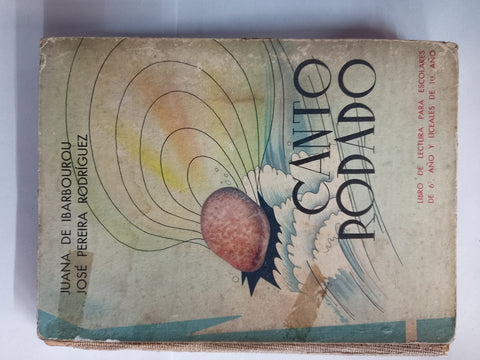 JUANA DE IBARBOUROU
JOSÉ PEREIRA RODRÍGUEZ
CANTO
RODADO
LIBRO DE LECTURA PARA ESCOLARES
DE 6º AÑO Y LICEALES DE 1er AÑO